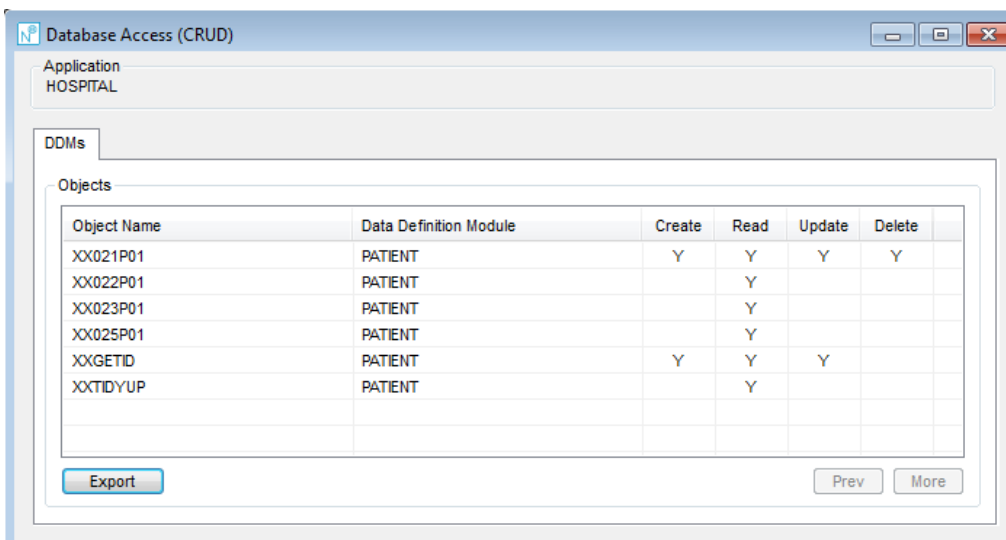 Database Access (CRUD)
Application
HOSPITAL
DDMs
Objects
Object Name Data Definition Module Create Read Update Delete
XX021P01 PATIENT Y Y Y Y
XX022P01 PATIENT Y
XX023P01 PATIENT Y
XX025P01 PATIENT Y
XXGETID PATIENT Y Y Y
XXTIDYUP PATIENT Y
Export Prev More